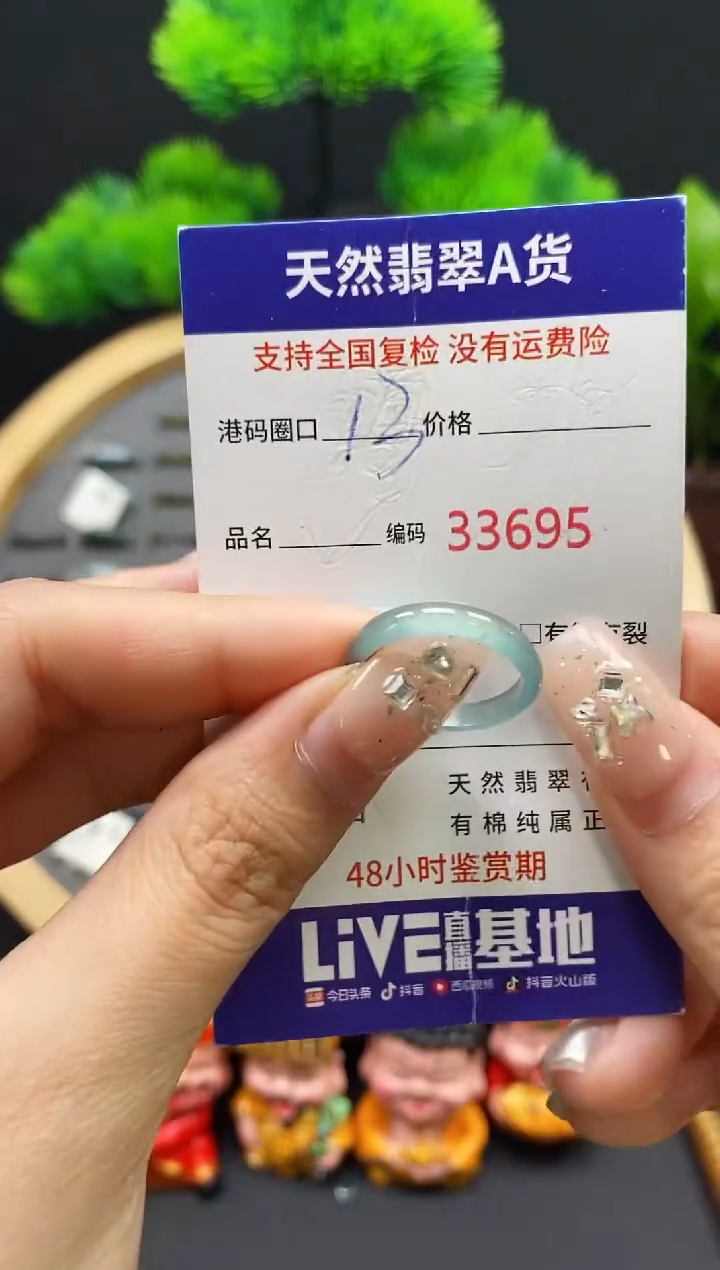 天然翡翠A货
支持全国复检 没有运费险
港码圈口 13 价格
品名 编码 33695
□有 裂
天然翡翠
有棉纯属正
48小时鉴赏期
LiVE直播基地
今日头条 抖音 西瓜视频 抖音火山版